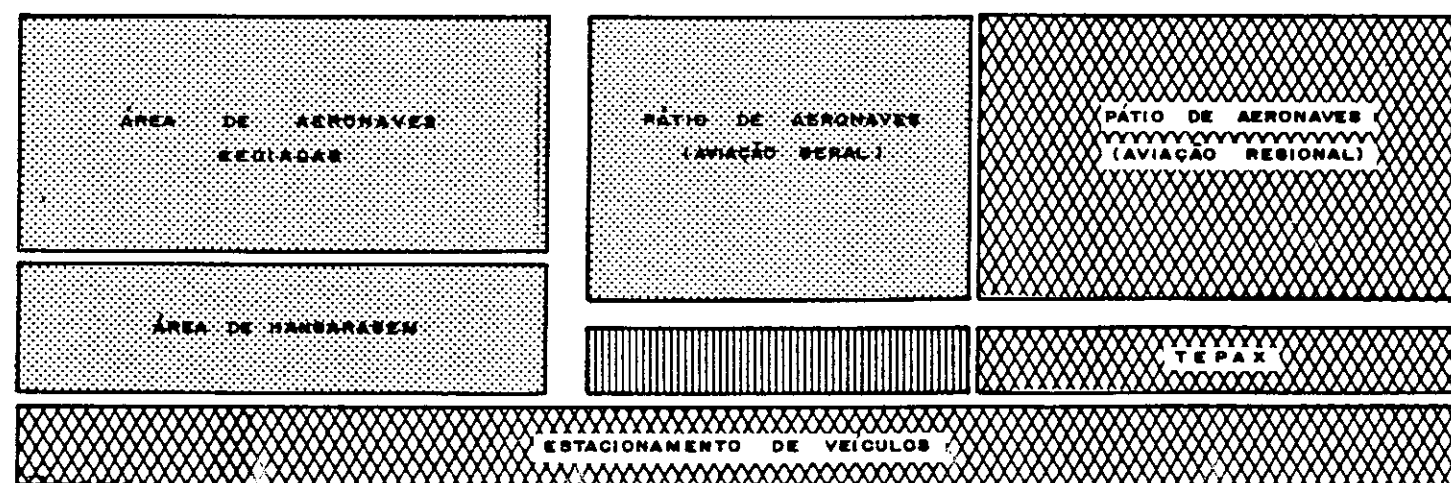 ÁREA DE AERONAVES
SEDIADAS
PÁTIO DE AERONAVES
(AVIAÇÃO GERAL)
PÁTIO DE AERONAVES
(AVIAÇÃO REGIONAL)
ÁREA DE HANGARAGEM
TEPAX
ESTACIONAMENTO DE VEÍCULOS